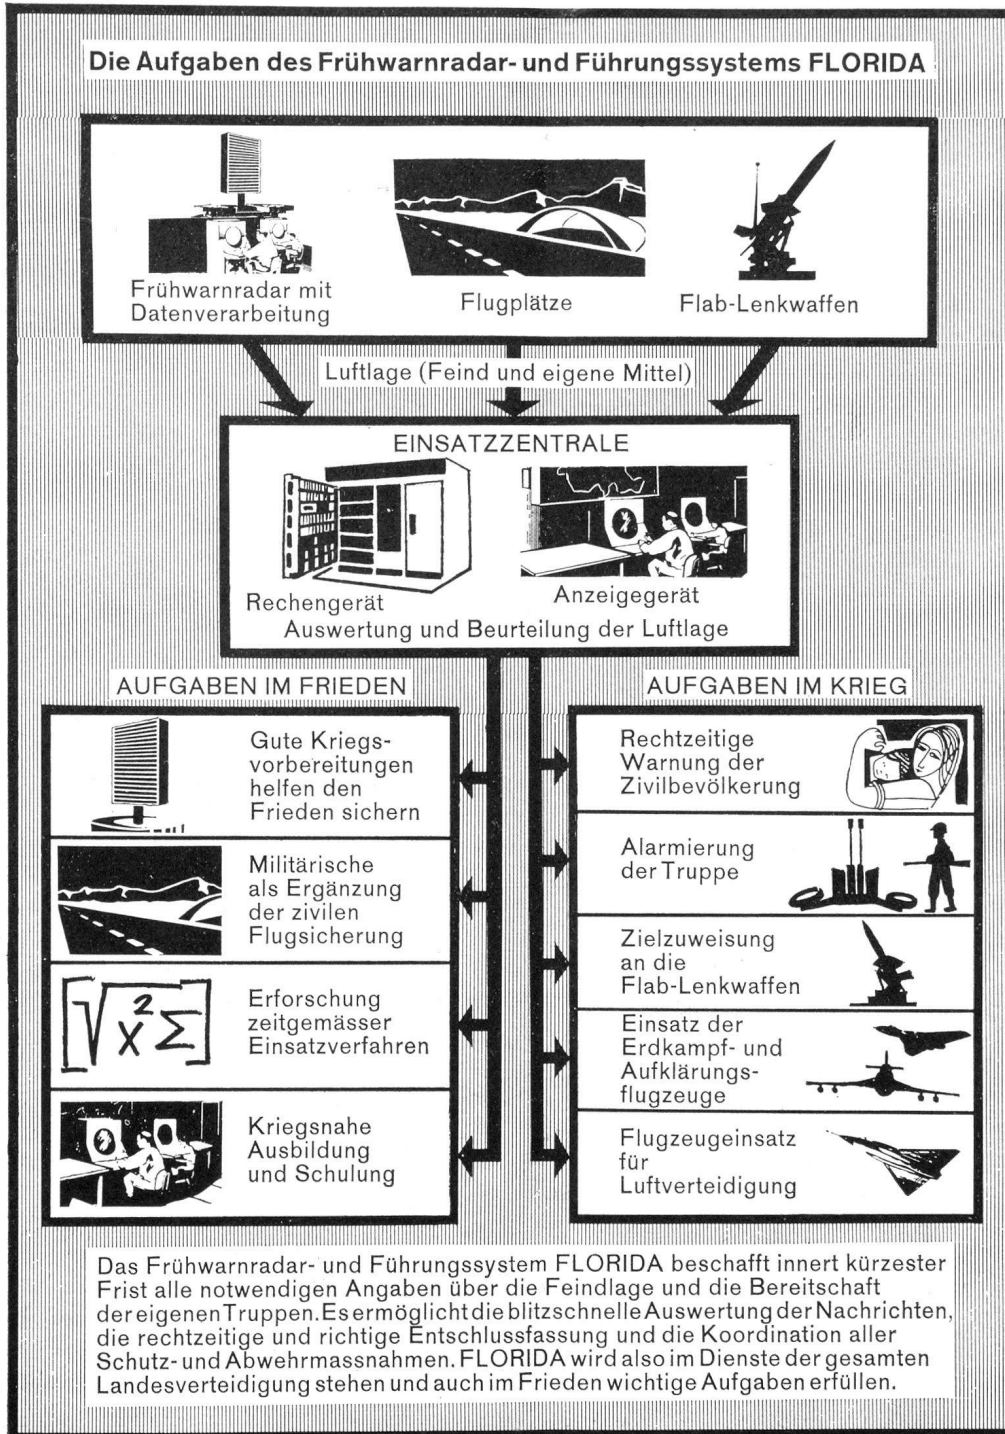 Die Aufgaben des Frühwarnradar- und Führungssystems FLORIDA
Frühwarnradar mit
Datenverarbeitung
Flugplätze
Flab-Lenkwaffen
Luftlage (Feind und eigene Mittel)
EINSATZZENTRALE
Rechengerät
Anzeigegerät
Auswertung und Beurteilung der Luftlage
AUFGABEN IM FRIEDEN
Gute Kriegs-
vorbereitungen
helfen den
Frieden sichern
Militärische
als Ergänzung
der zivilen
Flugsicherung
√x²Σ
Erforschung
zeitgemässer
Einsatzverfahren
Kriegsnahe
Ausbildung
und Schulung
AUFGABEN IM KRIEG
Rechtzeitige
Warnung der
Zivilbevölkerung
Alarmierung
der Truppe
Zielzuweisung
an die
Flab-Lenkwaffen
Einsatz der
Erdkampf- und
Aufklärungs-
flugzeuge
Flugzeugeinsatz
für
Luftverteidigung
Das Frühwarnradar- und Führungssystem FLORIDA beschafft innert kürzester
Frist alle notwendigen Angaben über die Feindlage und die Bereitschaft
der eigenen Truppen. Es ermöglicht die blitzschnelle Auswertung der Nachrichten,
die rechtzeitige und richtige Entschlussfassung und die Koordination aller
Schutz- und Abwehrmassnahmen. FLORIDA wird also im Dienste der gesamten
Landesverteidigung stehen und auch im Frieden wichtige Aufgaben erfüllen.